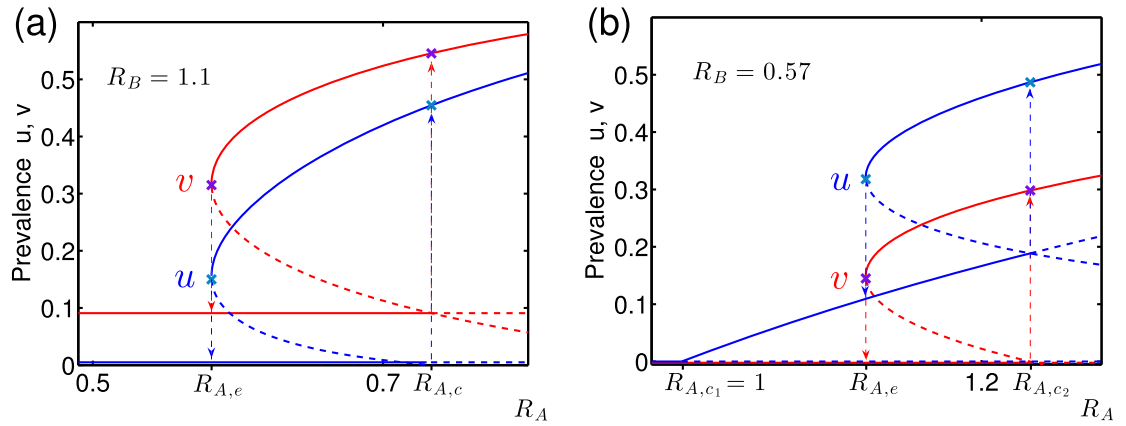 (a)
R_B = 1.1
Prevalence u, v
0.5
0.4
0.3
0.2
0.1
0
v
u
0.5
R_{A,e}
0.7
R_{A,c}
R_A
(b)
R_B = 0.57
Prevalence u, v
0.5
0.4
0.3
0.2
0.1
0
u
v
R_{A,c_1} = 1
R_{A,e}
1.2
R_{A,c_2}
R_A